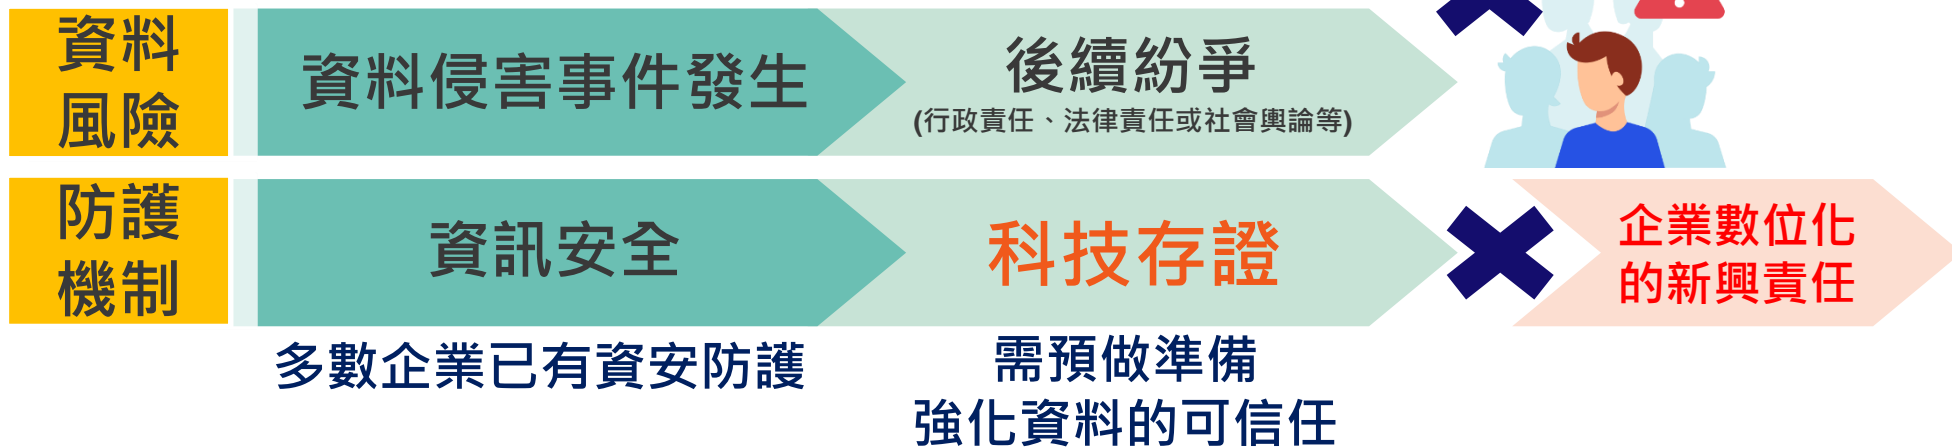 資料
風險
資料侵害事件發生
後續紛爭
(行政責任、法律責任或社會輿論等)
防護
機制
資訊安全
科技存證
企業數位化
的新興責任
多數企業已有資安防護
需預做準備
強化資料的可信任